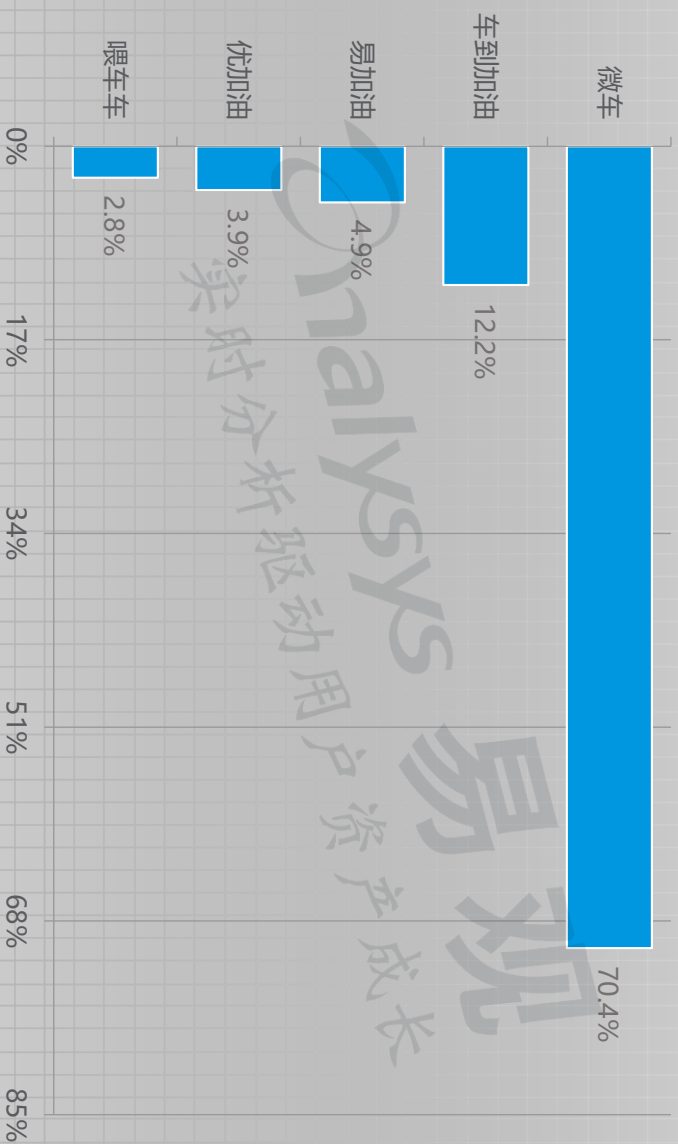 微车
70.4%
车到加油
12.2%
易加油
4.9%
优加油
3.9%
喂车车
2.8%
0%
17%
34%
51%
68%
85%
nalysys 易观
实时分析驱动用户资产成长